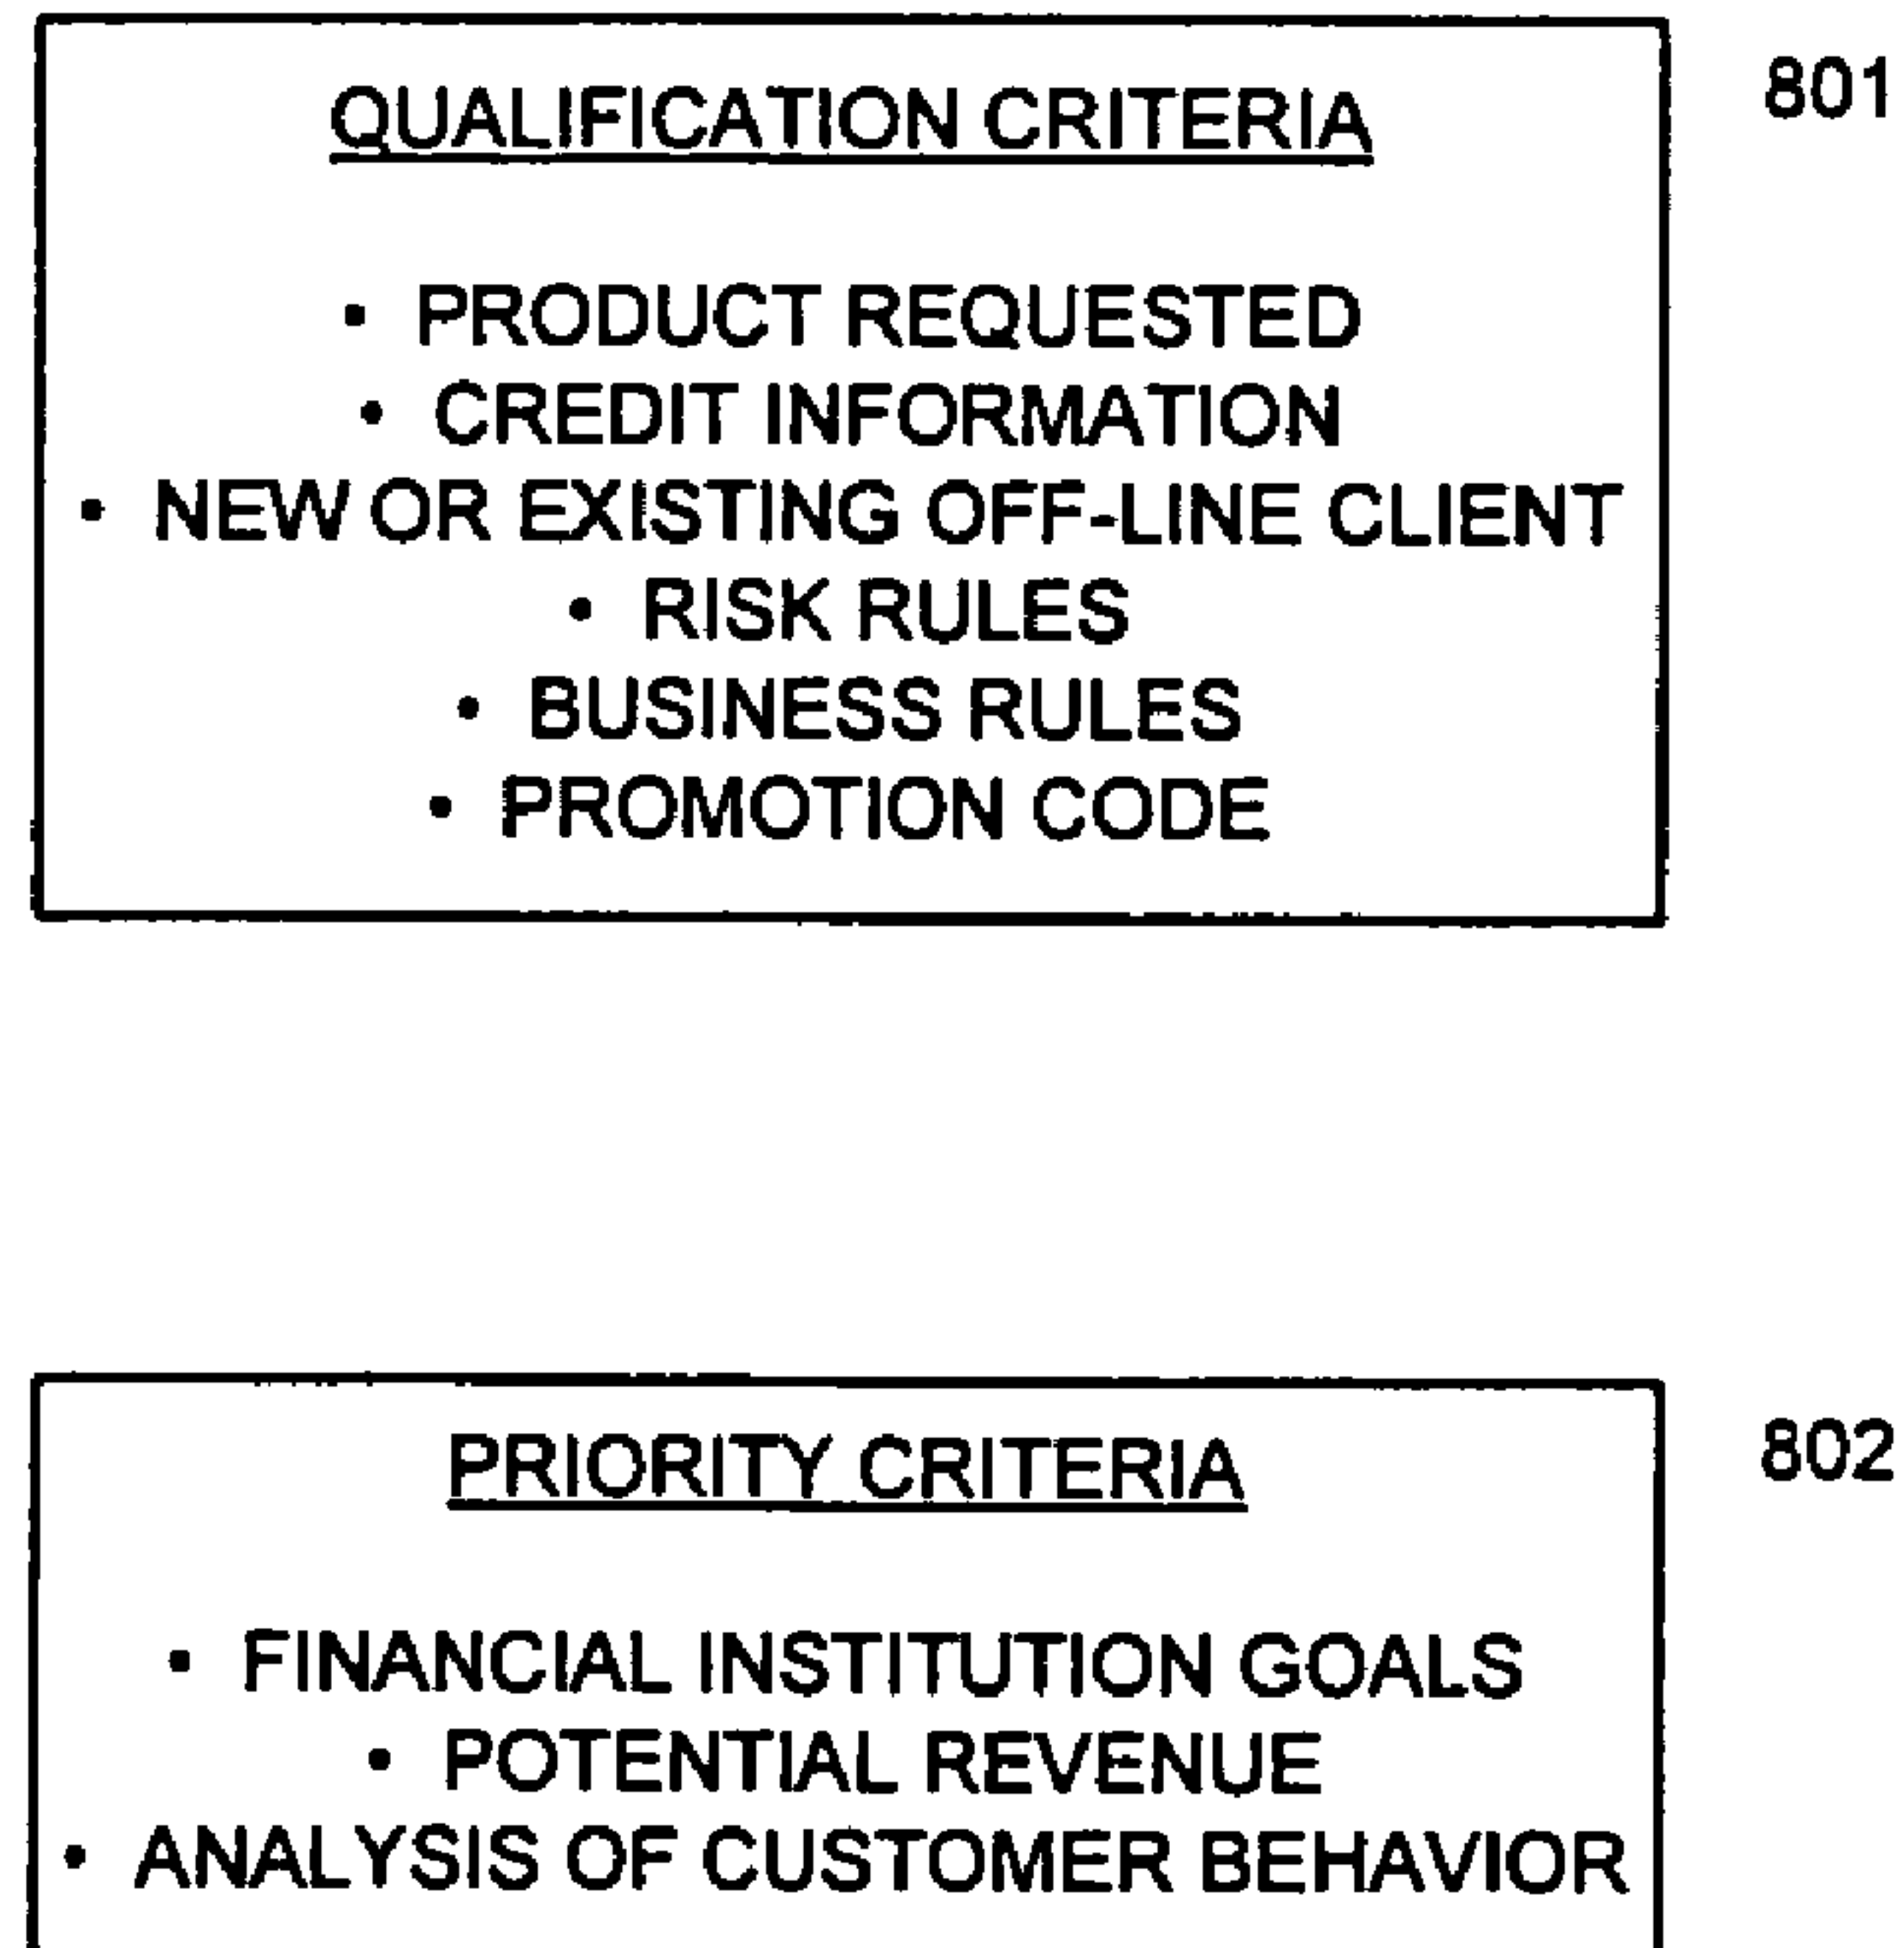 QUALIFICATION CRITERIA 801
• PRODUCT REQUESTED
• CREDIT INFORMATION
• NEW OR EXISTING OFF-LINE CLIENT
• RISK RULES
• BUSINESS RULES
• PROMOTION CODE
PRIORITY CRITERIA 802
• FINANCIAL INSTITUTION GOALS
• POTENTIAL REVENUE
• ANALYSIS OF CUSTOMER BEHAVIOR